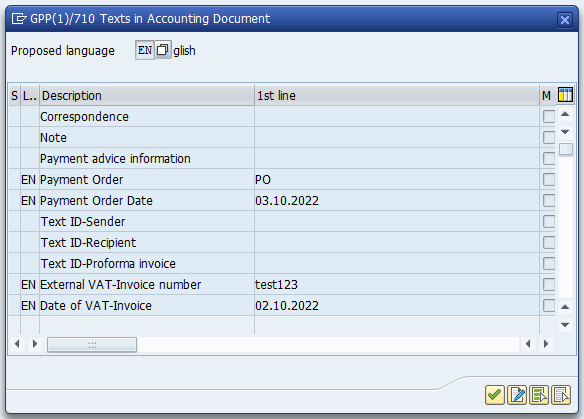 GPP(1)/710 Texts in Accounting Document
Proposed language EN glish
S L.. Description 1st line M
Correspondence
Note
Payment advice information
EN Payment Order PO
EN Payment Order Date 03.10.2022
Text ID-Sender
Text ID-Recipient
Text ID-Proforma invoice
EN External VAT-Invoice number test123
EN Date of VAT-Invoice 02.10.2022